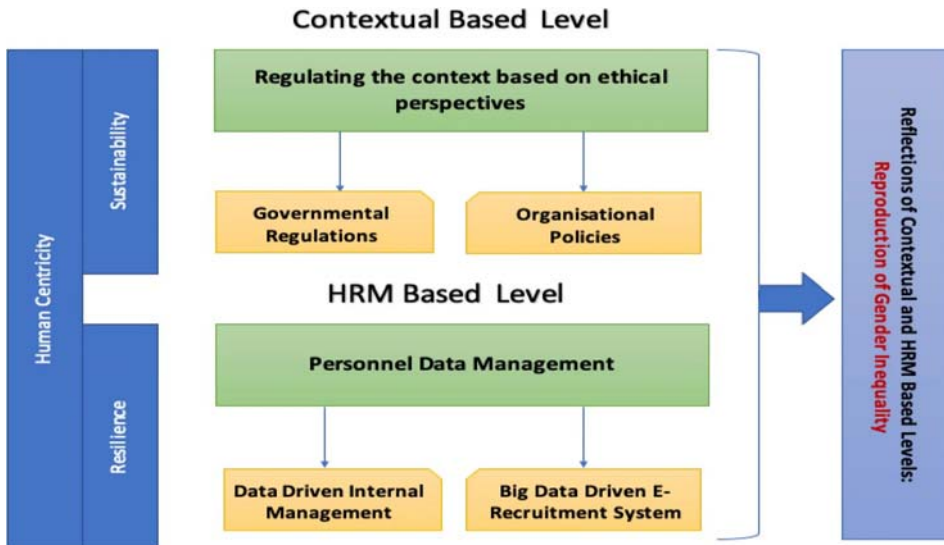 Contextual Based Level
Human Centricity
Sustainability
Resilience
Regulating the context based on ethical
perspectives
Governmental
Regulations
Organisational
Policies
HRM Based Level
Personnel Data Management
Data Driven Internal
Management
Big Data Driven E-
Recruitment System
Reflections of Contextual and HRM Based Levels:
Reproduction of Gender Inequality